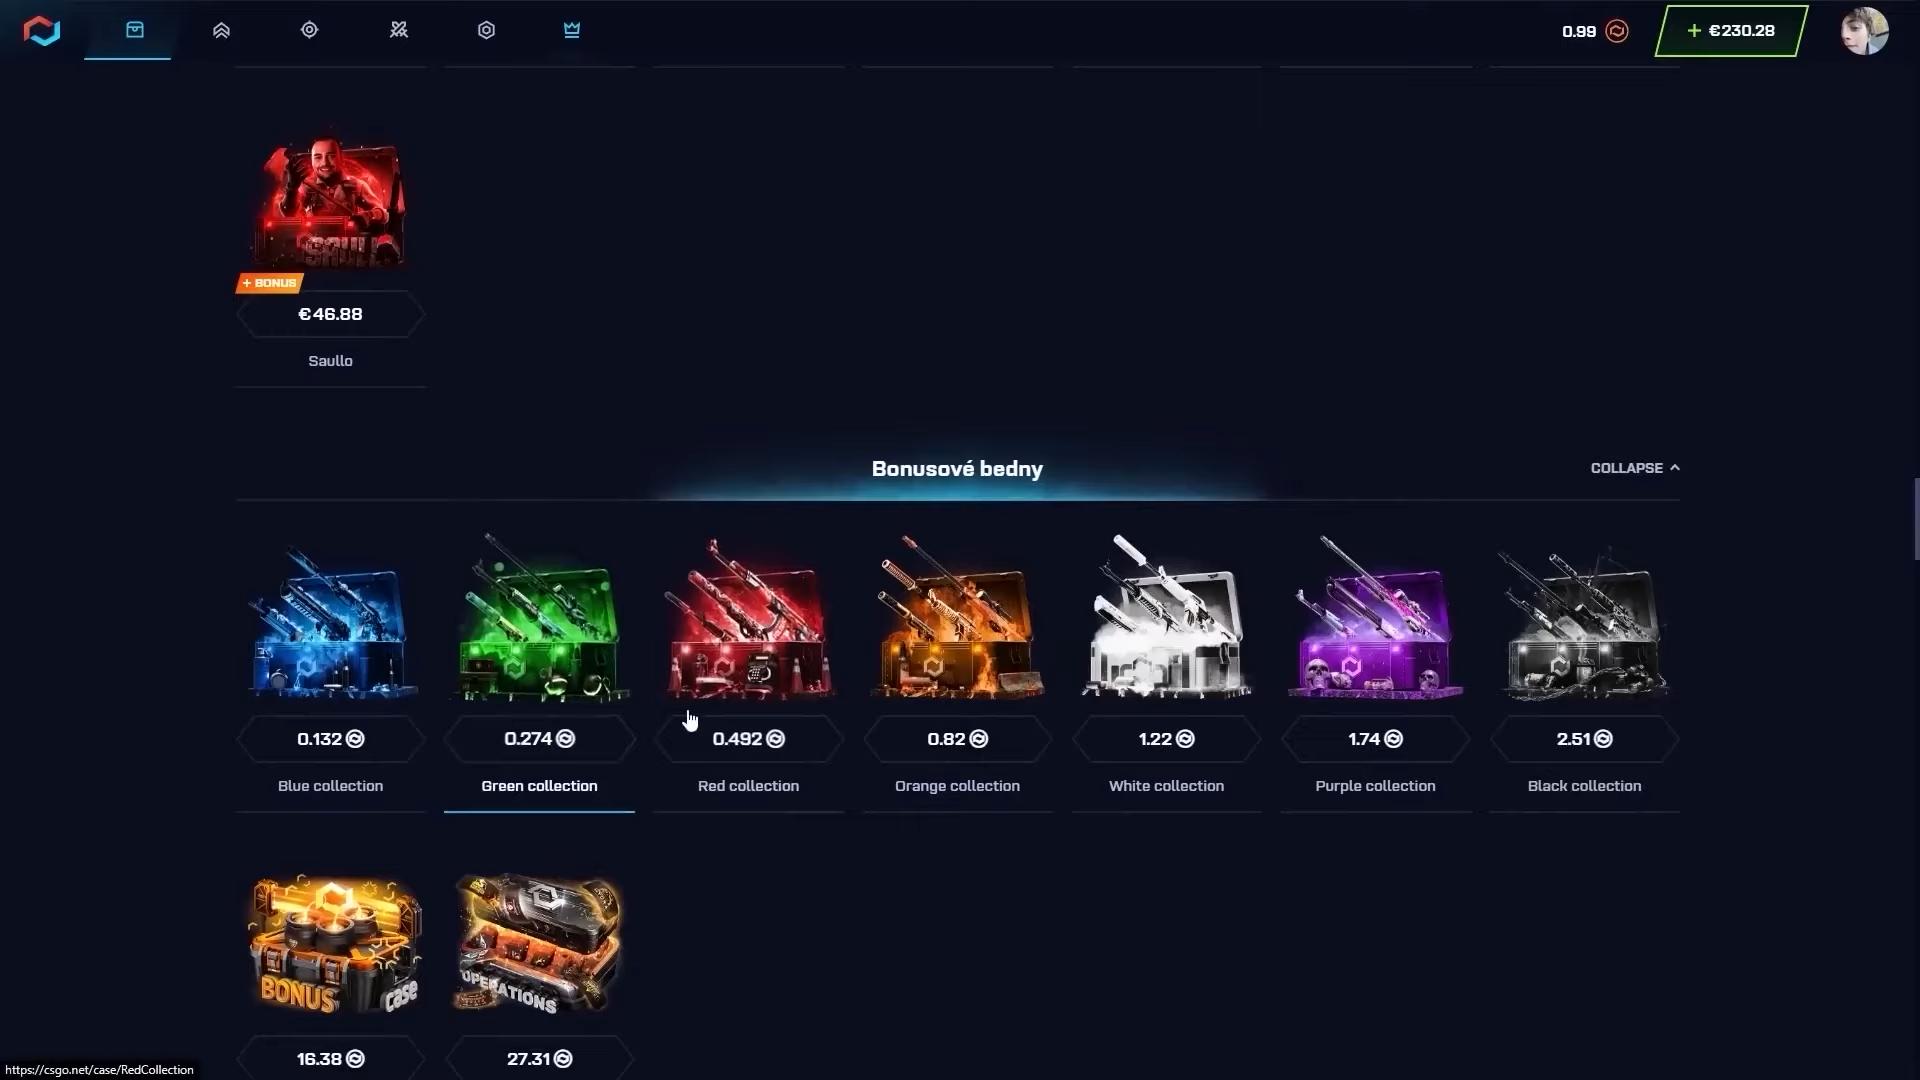 0.99
+ €230.28
SAULLO
+ BONUS
€46.88
Saullo
Bonusové bedny
COLLAPSE
0.132
0.274
0.492
0.82
1.22
1.74
2.51
Blue collection
Green collection
Red collection
Orange collection
White collection
Purple collection
Black collection
BONUS case
OPERATIONS
16.38
27.31
https://csgo.net/case/RedCollection